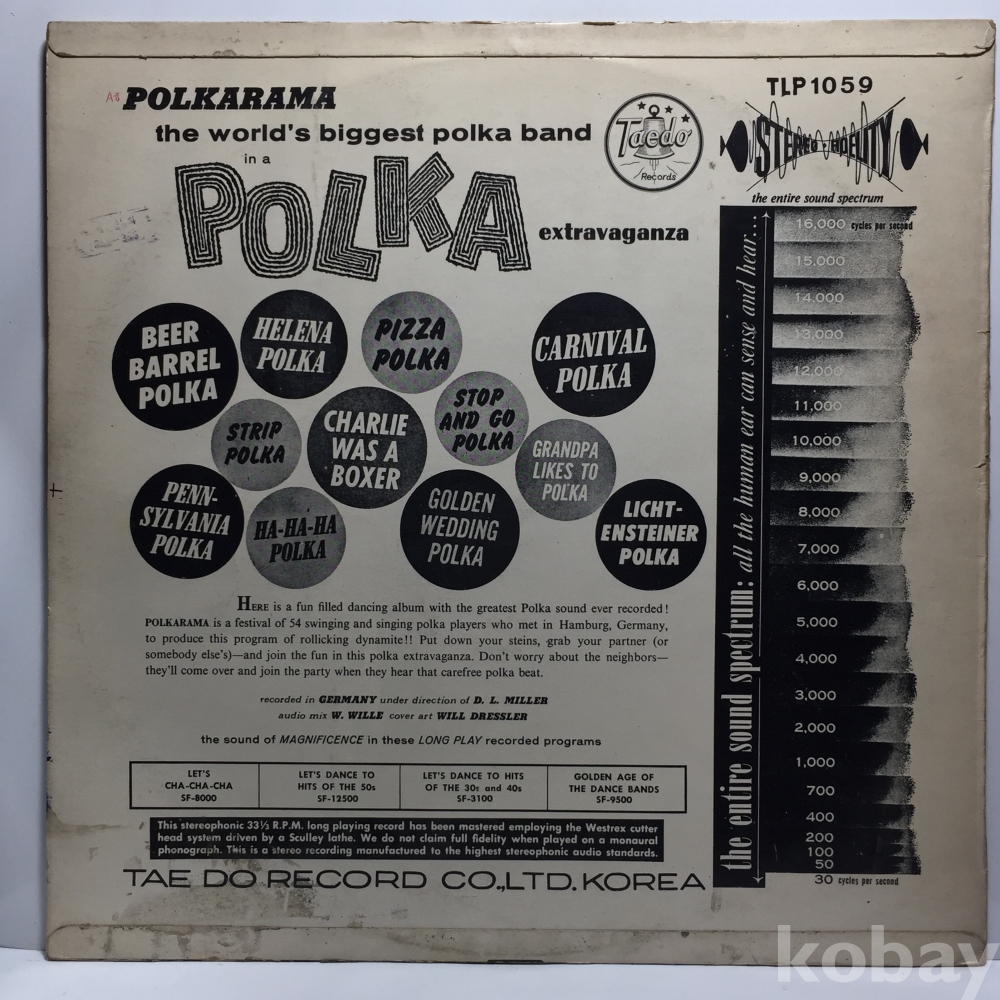 A8 POLKARAMA
the world's biggest polka band
in a
POLKA
extravaganza
Taedo
Records
TLP1059
STEREO-FIDELITY
the entire sound spectrum
BEER
BARREL
POLKA
HELENA
POLKA
PIZZA
POLKA
CARNIVAL
POLKA
STRIP
POLKA
CHARLIE
WAS A
BOXER
STOP
AND GO
POLKA
GRANDPA
LIKES TO
POLKA
PENN-
SYLVANIA
POLKA
HA-HA-HA
POLKA
GOLDEN
WEDDING
POLKA
LICHT-
ENSTEINER
POLKA
HERE is a fun filled dancing album with the greatest Polka sound ever recorded!
POLKARAMA is a festival of 54 swinging and singing polka players who met in Hamburg, Germany,
to produce this program of rollicking dynamite!! Put down your steins, grab your partner (or
somebody else's)—and join the fun in this polka extravaganza. Don't worry about the neighbors—
they'll come over and join the party when they hear that carefree polka beat.
recorded in GERMANY under direction of D. L. MILLER
audio mix W. WILLE cover art WILL DRESSLER
the sound of MAGNIFICENCE in these LONG PLAY recorded programs
LET'S
CHA-CHA-CHA
SF-8000
LET'S DANCE TO
HITS OF THE 50s
SF-12500
LET'S DANCE TO HITS
OF THE 30s and 40s
SF-3100
GOLDEN AGE OF
THE DANCE BANDS
SF-9500
This stereophonic 33⅓ R.P.M. long playing record has been mastered employing the Westrex cutter
head system driven by a Sculley lathe. We do not claim full fidelity when played on a monaural
phonograph. This is a stereo recording manufactured to the highest stereophonic audio standards.
TAE DO RECORD CO.,LTD. KOREA
the entire sound spectrum: all the human ear can sense and hear....
16,000 cycles per second
15,000
14,000
13,000
12,000
11,000
10,000
9,000
8,000
7,000
6,000
5,000
4,000
3,000
2,000
1,000
700
400
200
100
50
30 cycles per second
kobay